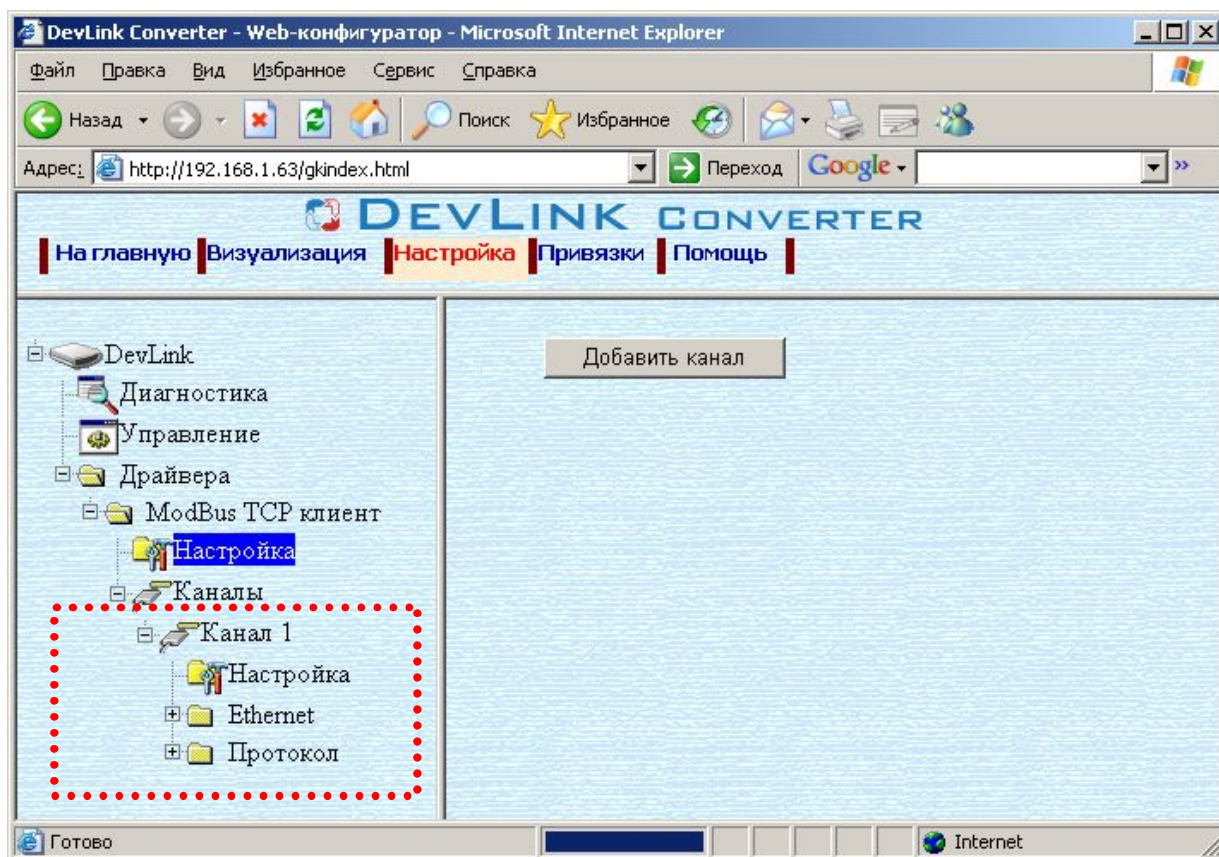 DevLink Converter - Web-конфигуратор - Microsoft Internet Explorer
Файл Правка Вид Избранное Сервис Справка
Назад Поиск Избранное
Адрес: http://192.168.1.63/gkindex.html Переход Google
DEVLINK CONVERTER
На главную Визуализация Настройка Привязки Помощь
DevLink
Добавить канал
Диагностика
Управление
Драйвера
ModBus TCP клиент
Настройка
Каналы
Канал 1
Настройка
Ethernet
Протокол
Готово Internet